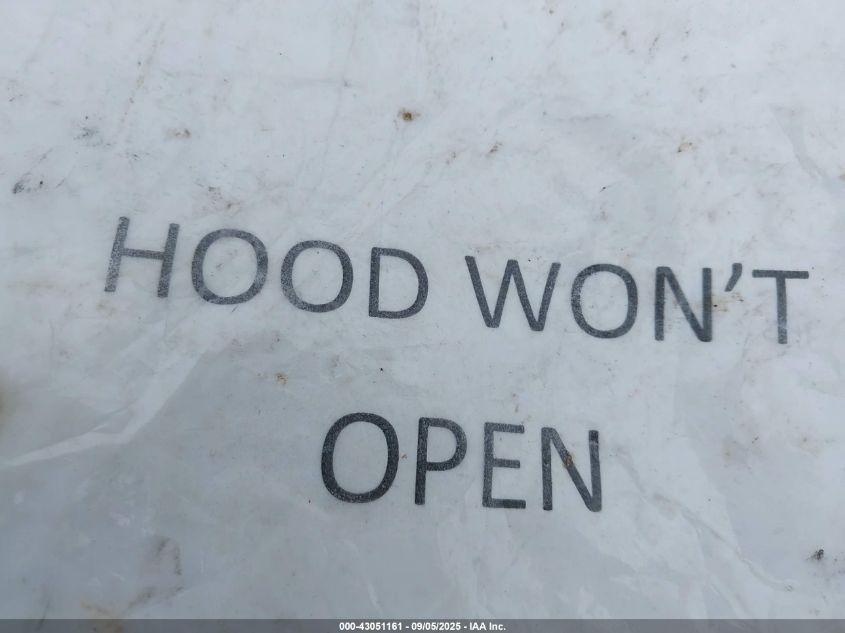 HOOD WON'T
OPEN
000-43051161 - 09/05/2025 - IAA Inc.